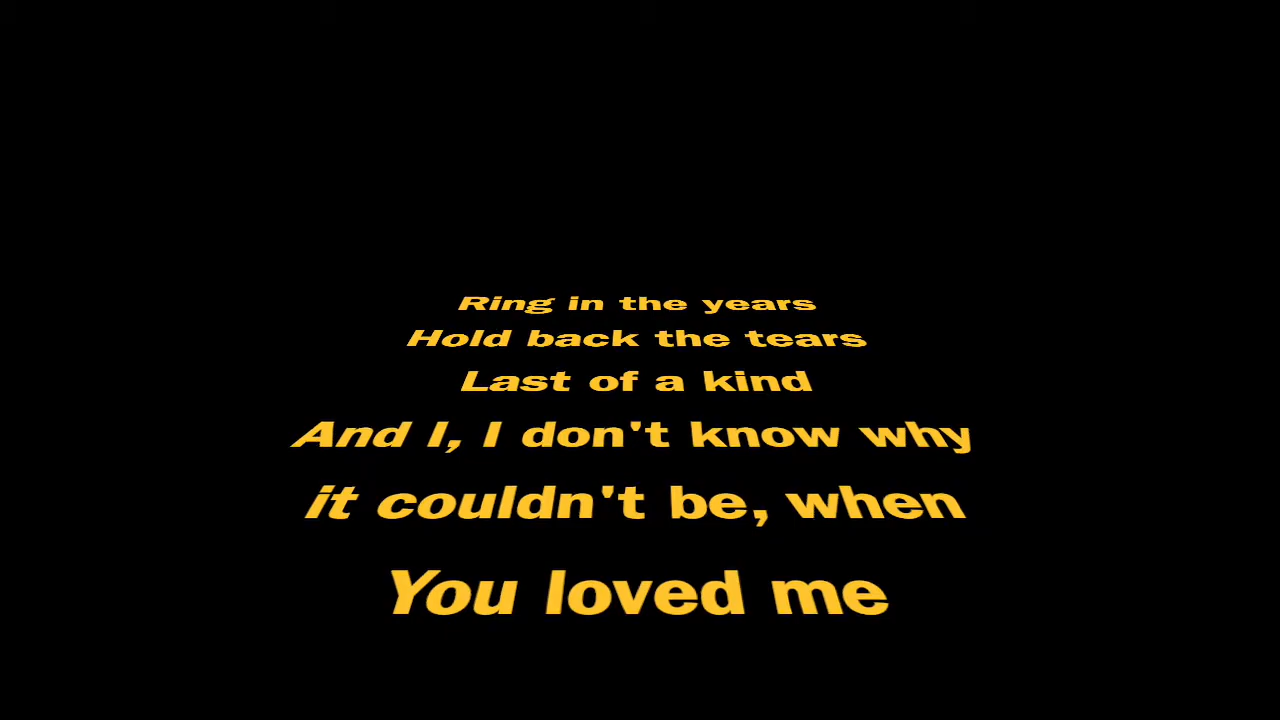 Ring in the years
Hold back the tears
Last of a kind
And I, I don't know why
it couldn't be, when
You loved me